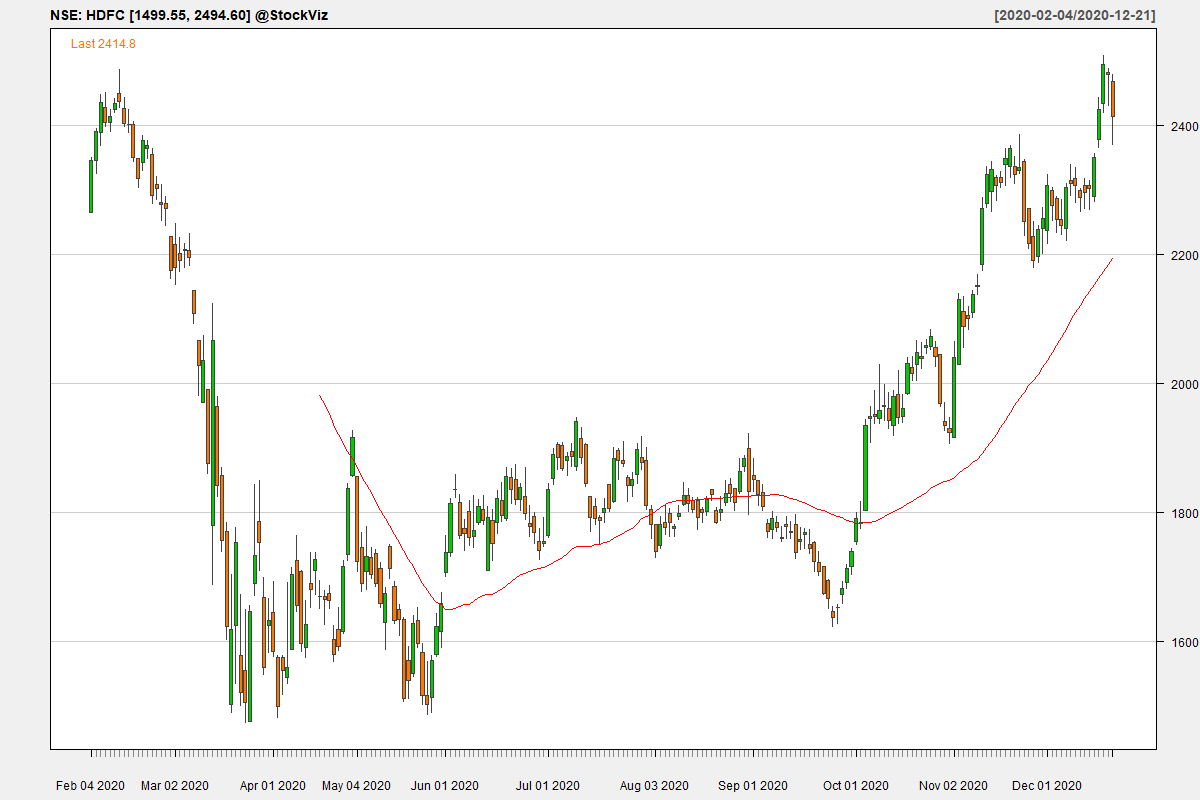 NSE: HDFC [1499.55, 2494.60] @StockViz
[2020-02-04/2020-12-21]
Last 2414.8
2400
2200
2000
1800
1600
Feb 04 2020
Mar 02 2020
Apr 01 2020
May 04 2020
Jun 01 2020
Jul 01 2020
Aug 03 2020
Sep 01 2020
Oct 01 2020
Nov 02 2020
Dec 01 2020